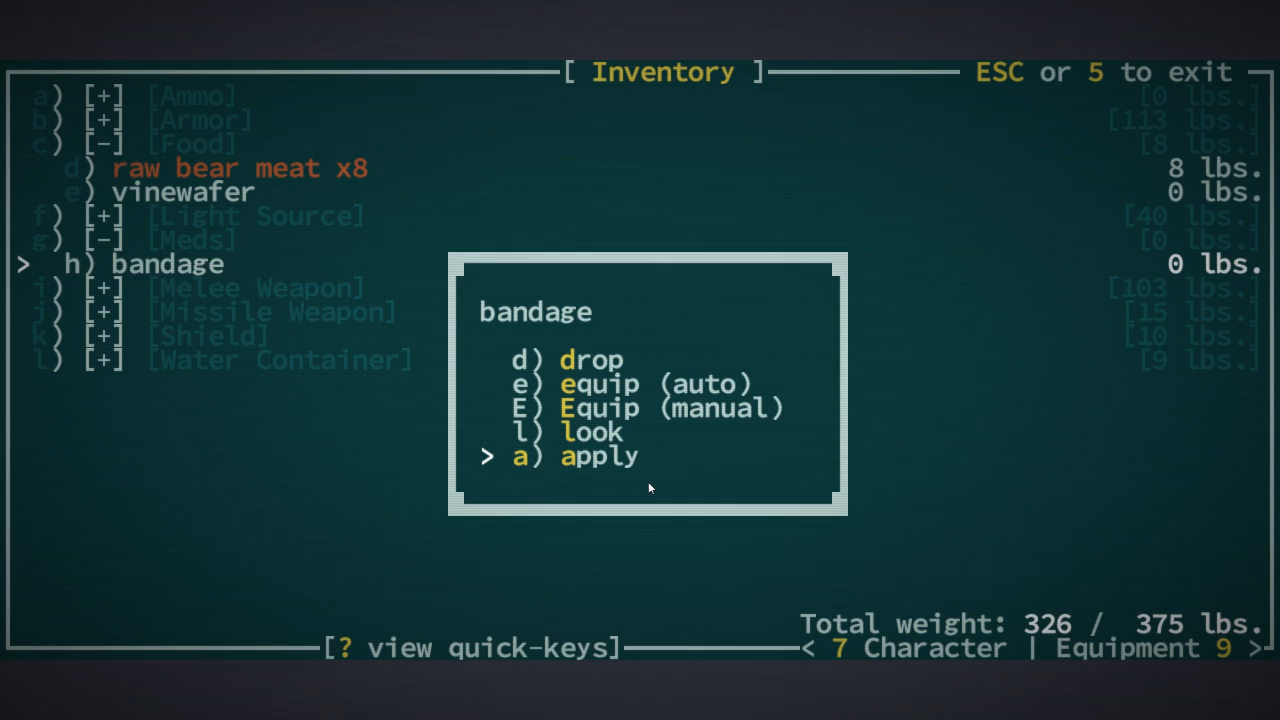 [ Inventory ] ESC or 5 to exit
a) [+] [Ammo] [0 lbs.]
b) [+] [Armor] [113 lbs.]
c) [-] [Food] [8 lbs.]
d) raw bear meat x8 8 lbs.
e) vinewafer 0 lbs.
f) [+] [Light Source] [40 lbs.]
g) [-] [Meds] [0 lbs.]
> h) bandage 0 lbs.
i) [+] [Melee Weapon] [103 lbs.]
j) [+] [Missile Weapon] [15 lbs.]
k) [+] [Shield] [10 lbs.]
l) [+] [Water Container] [9 lbs.]
bandage
d) drop
e) equip (auto)
E) Equip (manual)
l) look
> a) apply
Total weight: 326 / 375 lbs.
[? view quick-keys] < 7 Character | Equipment 9 >